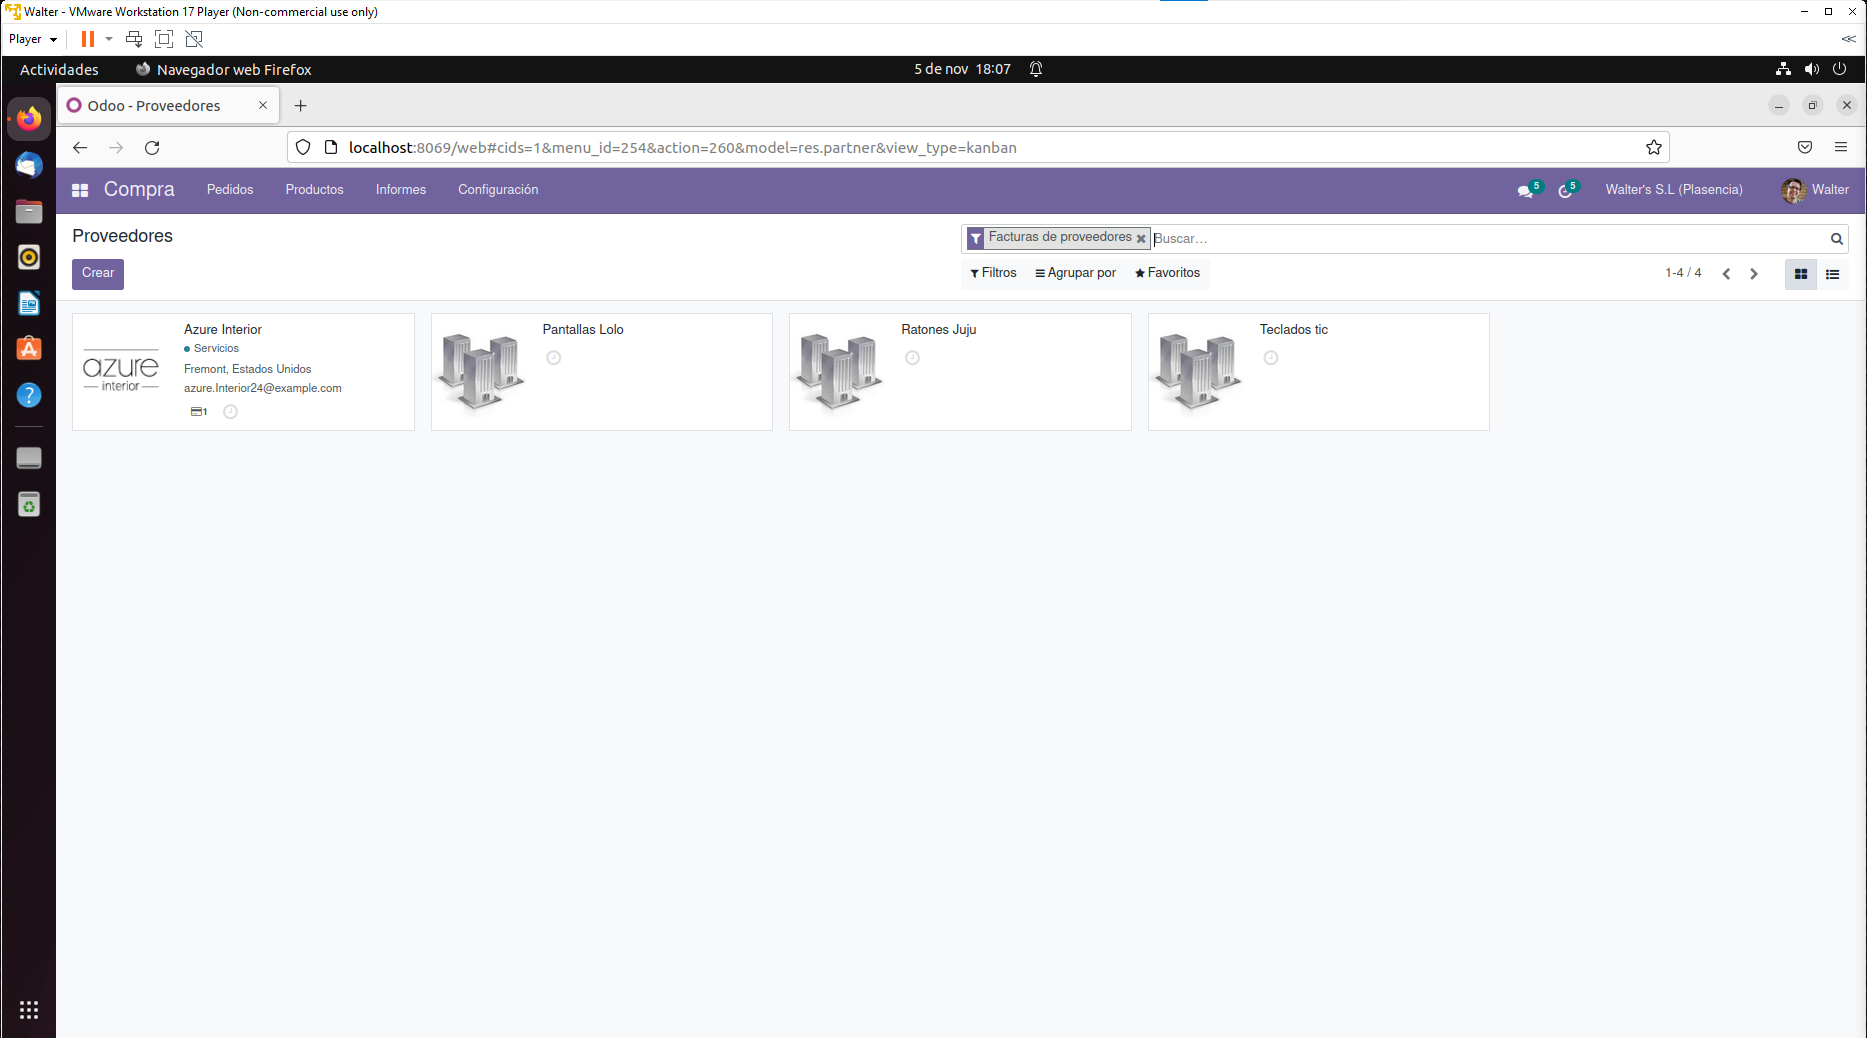 Walter - VMware Workstation 17 Player (Non-commercial use only)
Player
Actividades
Navegador web Firefox
5 de nov 18:07
Odoo - Proveedores
localhost:8069/web#cids=1&menu_id=254&action=260&model=res.partner&view_type=kanban
Compra
Pedidos
Productos
Informes
Configuración
5
5
Walter's S.L (Plasencia)
Walter
Proveedores
Facturas de proveedores
Buscar...
Crear
Filtros
Agrupar por
Favoritos
1-4 / 4
azure
interior
Azure Interior
Servicios
Fremont, Estados Unidos
azure.Interior24@example.com
1
Pantallas Lolo
Ratones Juju
Teclados tic